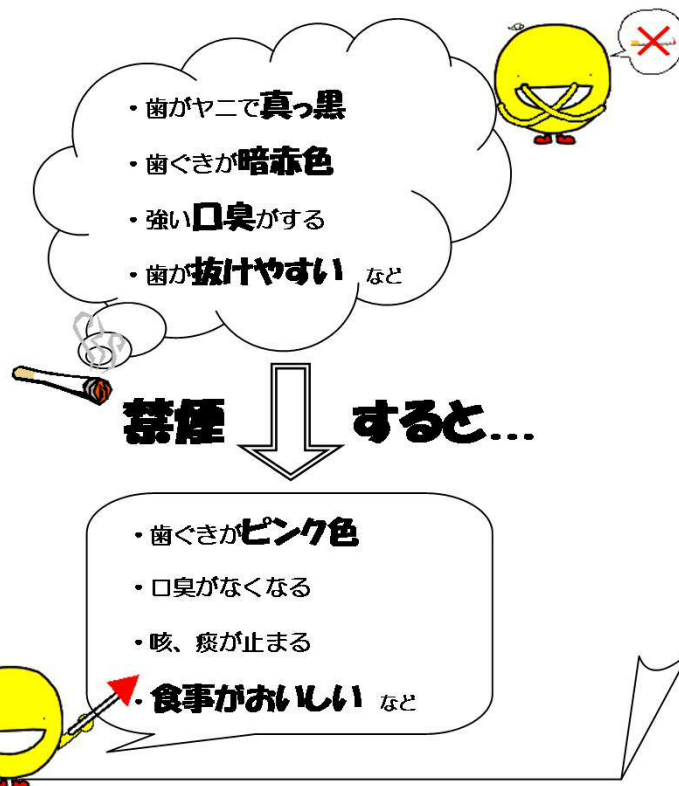 ・歯がヤニで真っ黒
・歯ぐきが暗赤色
・強い口臭がする
・歯が抜けやすい など
禁煙 すると…
・歯ぐきがピンク色
・口臭がなくなる
・咳、痰が止まる
・食事がおいしい など